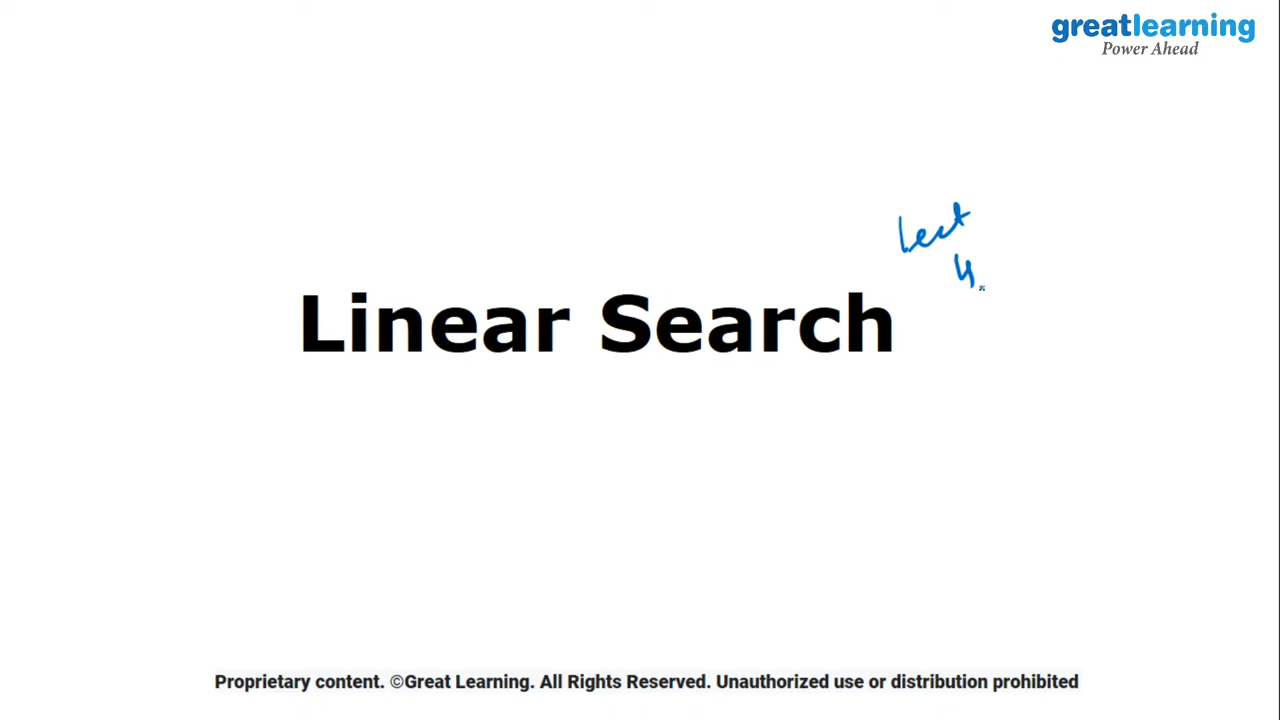 greatlearning
Power Ahead
Lect
4
Linear Search
Proprietary content. ©Great Learning. All Rights Reserved. Unauthorized use or distribution prohibited